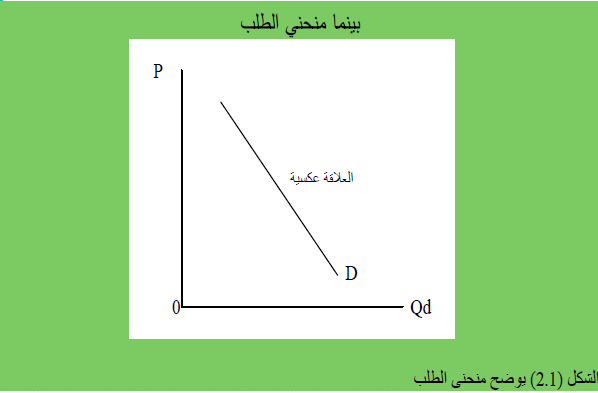 بينما منحني الطلب
P
العلاقة عكسية
D
0
Qd
الشكل (2.1) يوضح منحنى الطلب